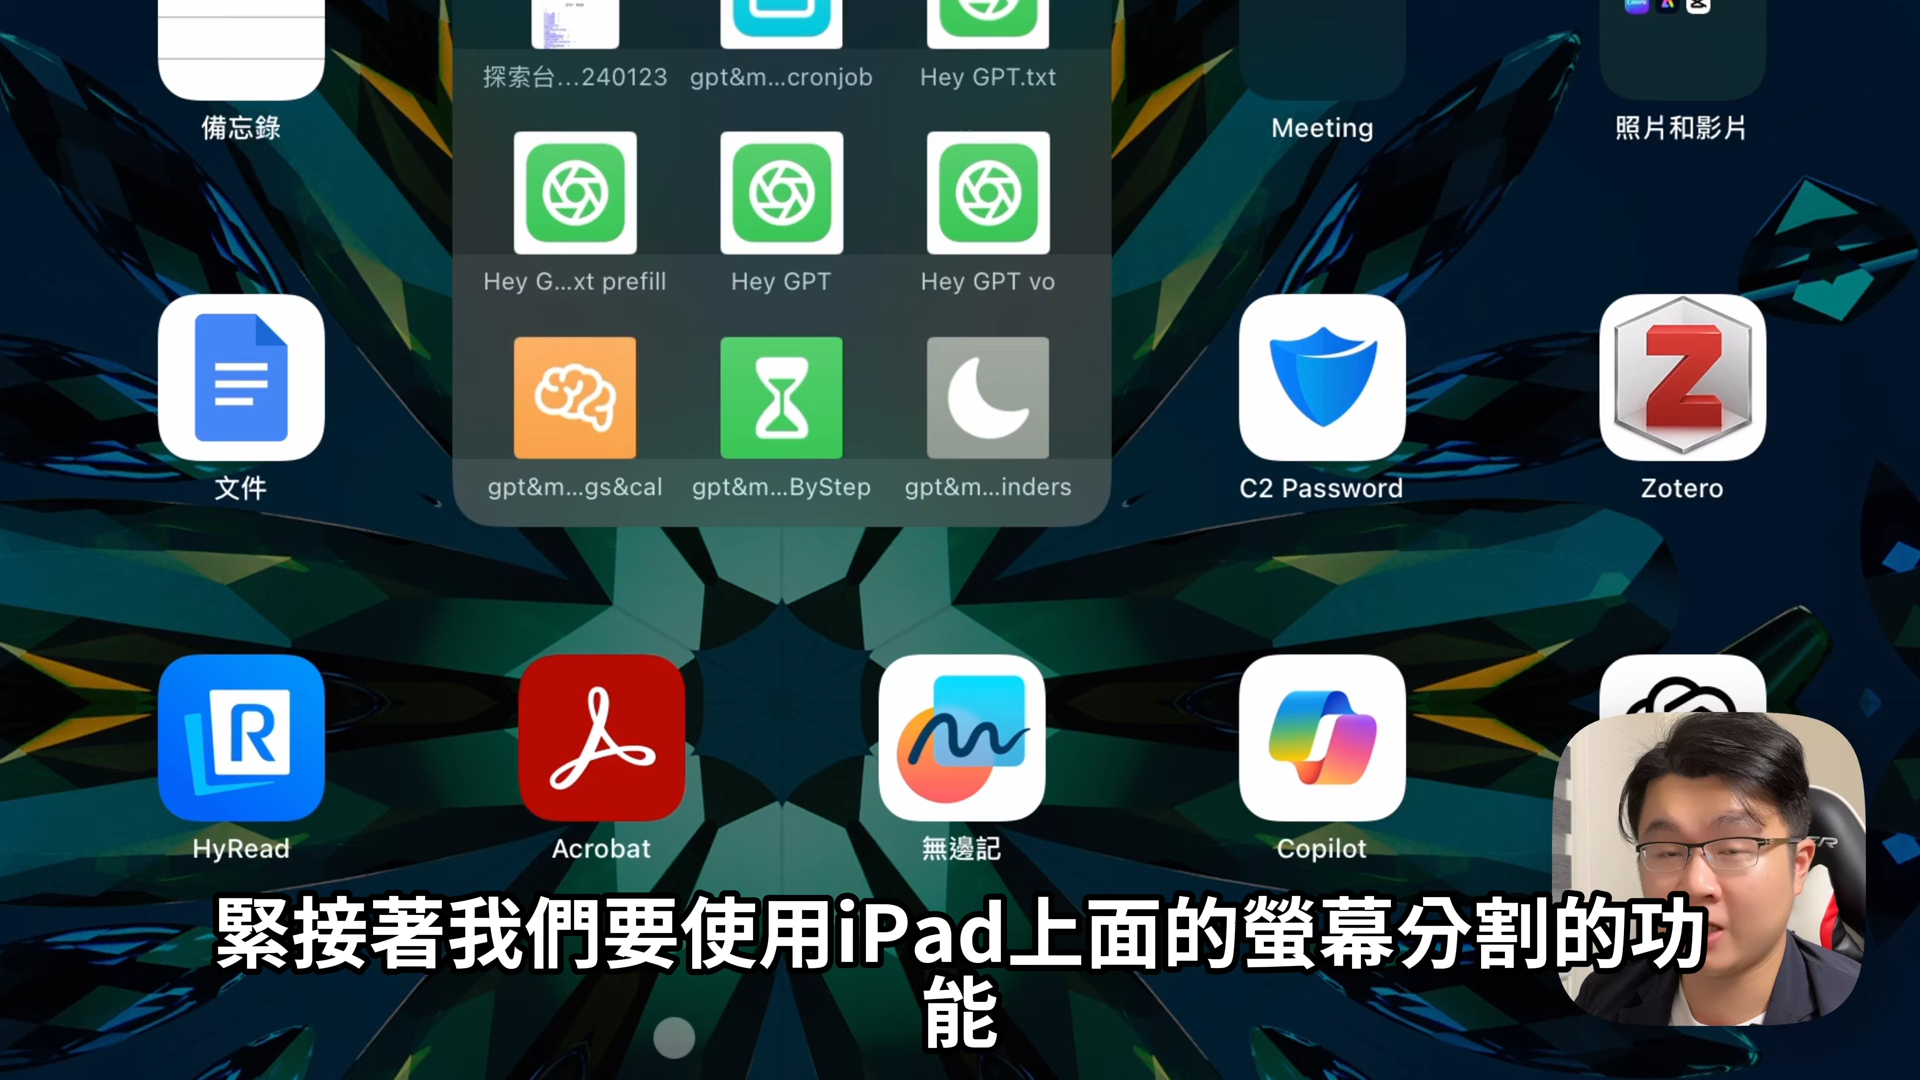 探索台...240123
gpt&m...cronjob
Hey GPT.txt
備忘錄
Meeting
照片和影片
Hey G...xt prefill
Hey GPT
Hey GPT vo
文件
gpt&m...gs&cal
gpt&m...ByStep
gpt&m...inders
C2 Password
Zotero
HyRead
Acrobat
無邊記
Copilot
緊接著我們要使用iPad上面的螢幕分割的功
能